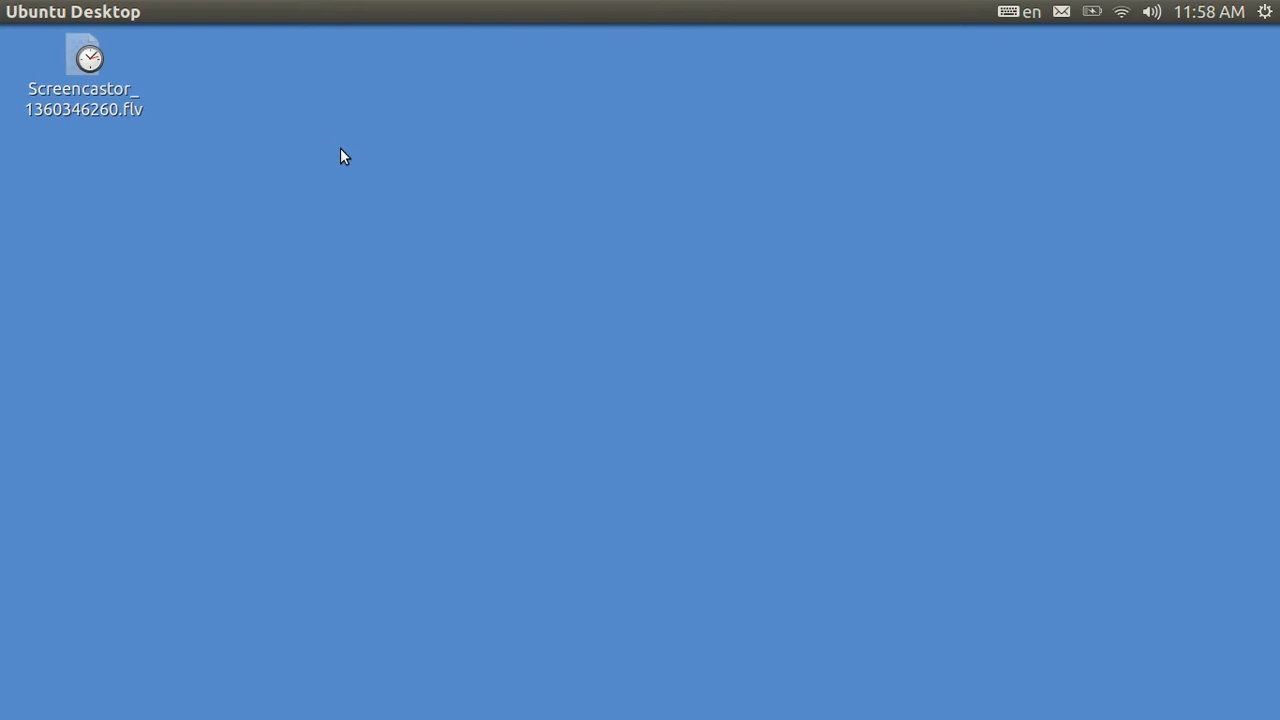 Ubuntu Desktop
en
11:58 AM
Screencastor_
1360346260.flv